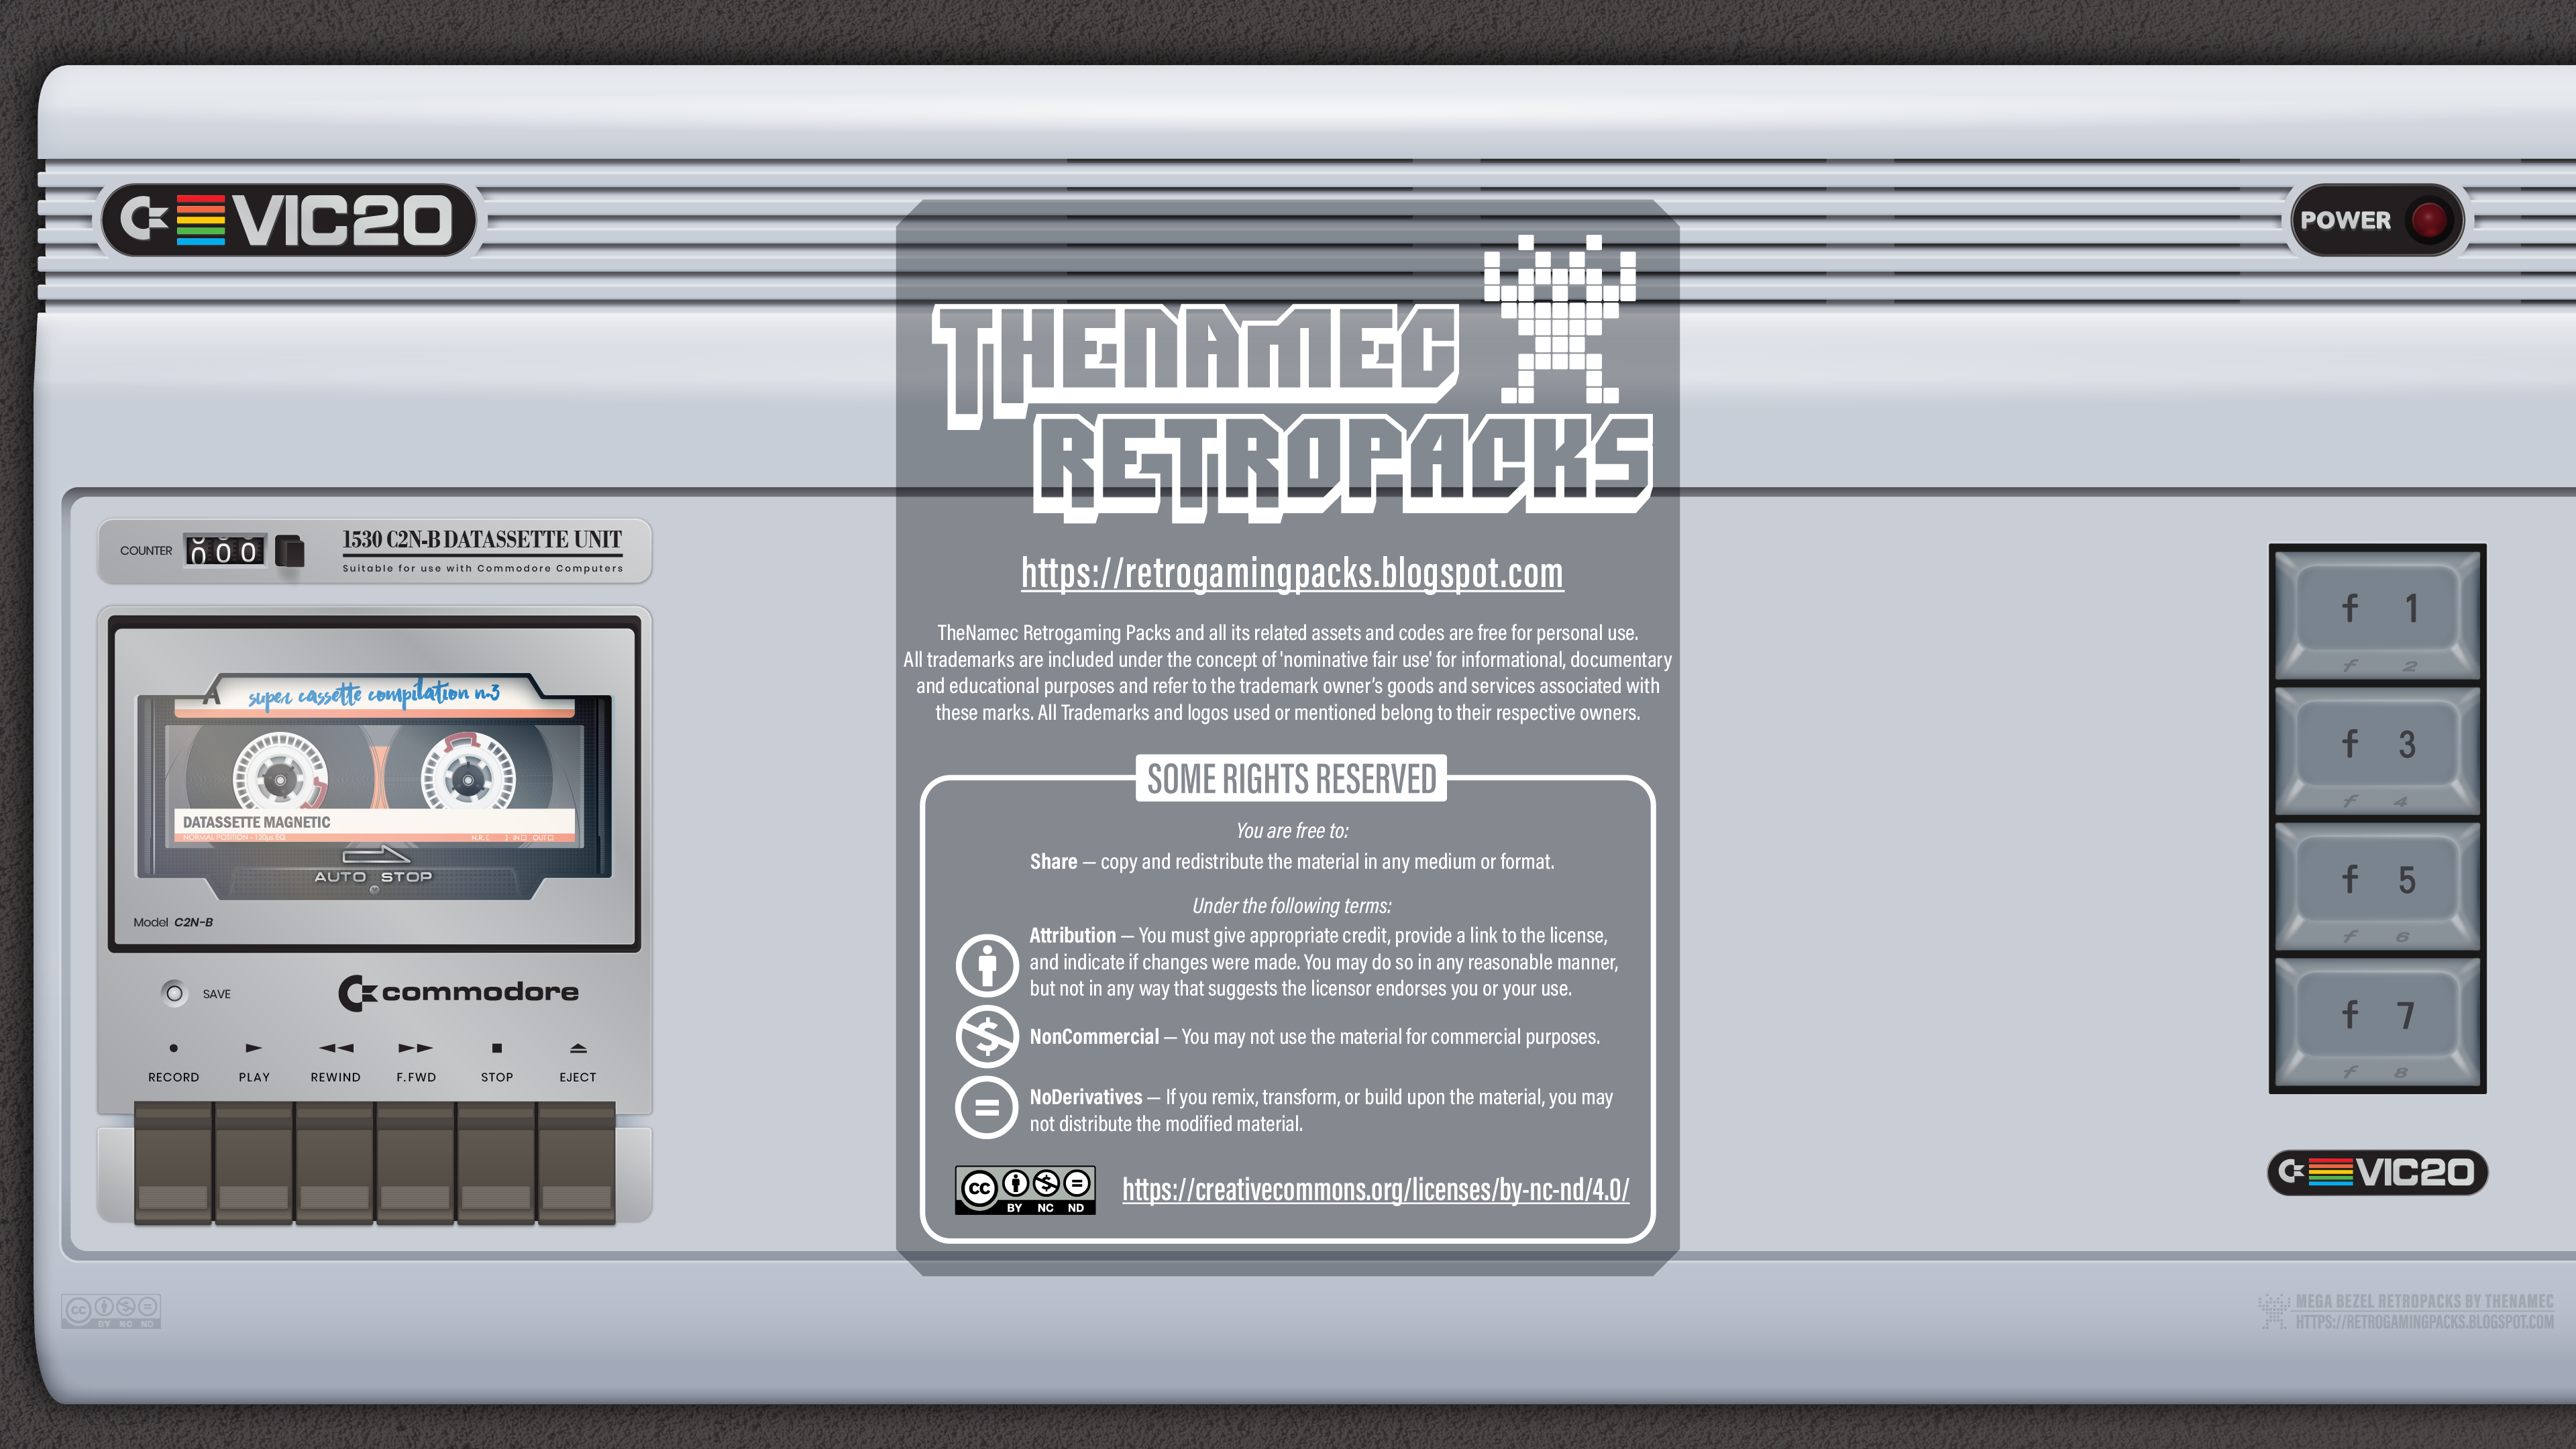 VIC20
POWER
THENAMEC
RETROPACKS
COUNTER
000
1530 C2N-B DATASSETTE UNIT
Suitable for use with Commodore Computers
A super cassette compilation n.3
DATASSETTE MAGNETIC
NORMAL POSITION - 120µs EQ
N.R. IN OUT
AUTO STOP
Model C2N-B
SAVE
commodore
RECORD PLAY REWIND F.FWD STOP EJECT
https://retrogamingpacks.blogspot.com
TheNamec Retrogaming Packs and all its related assets and codes are free for personal use.
All trademarks are included under the concept of 'nominative fair use' for informational, documentary
and educational purposes and refer to the trademark owner's goods and services associated with
these marks. All Trademarks and logos used or mentioned belong to their respective owners.
SOME RIGHTS RESERVED
You are free to:
Share — copy and redistribute the material in any medium or format.
Under the following terms:
Attribution — You must give appropriate credit, provide a link to the license,
and indicate if changes were made. You may do so in any reasonable manner,
but not in any way that suggests the licensor endorses you or your use.
NonCommercial — You may not use the material for commercial purposes.
NoDerivatives — If you remix, transform, or build upon the material, you may
not distribute the modified material.
cc
BY NC ND
https://creativecommons.org/licenses/by-nc-nd/4.0/
f 1
f 2
f 3
f 4
f 5
f 6
f 7
f 8
VIC20
cc
BY NC ND
MEGA BEZEL RETROPACKS BY THENAMEC
HTTPS://RETROGAMINGPACKS.BLOGSPOT.COM